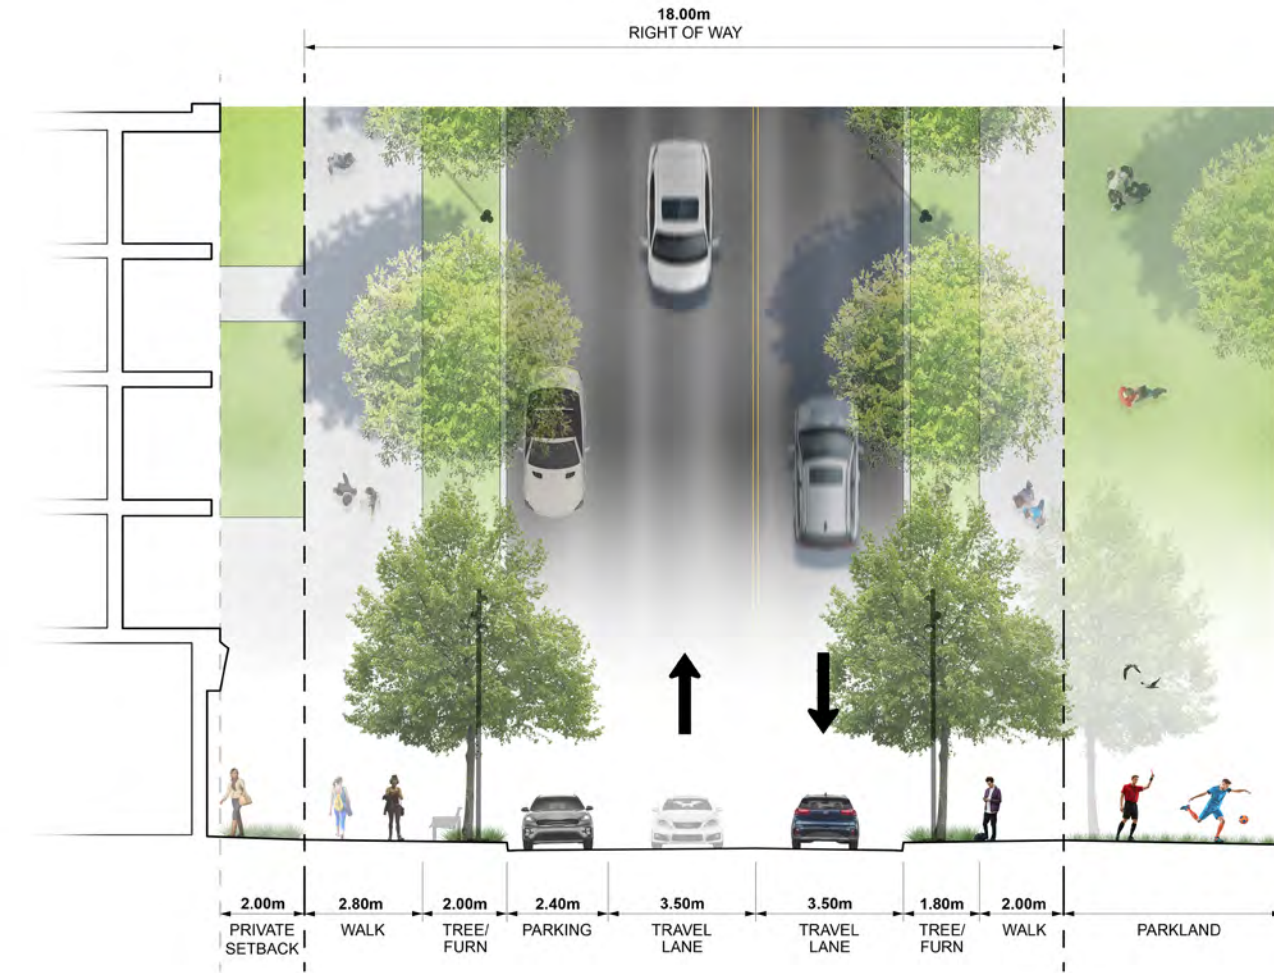 18.00m
RIGHT OF WAY
2.00m
PRIVATE
SETBACK
2.80m
WALK
2.00m
TREE/
FURN
2.40m
PARKING
3.50m
TRAVEL
LANE
3.50m
TRAVEL
LANE
1.80m
TREE/
FURN
2.00m
WALK
PARKLAND